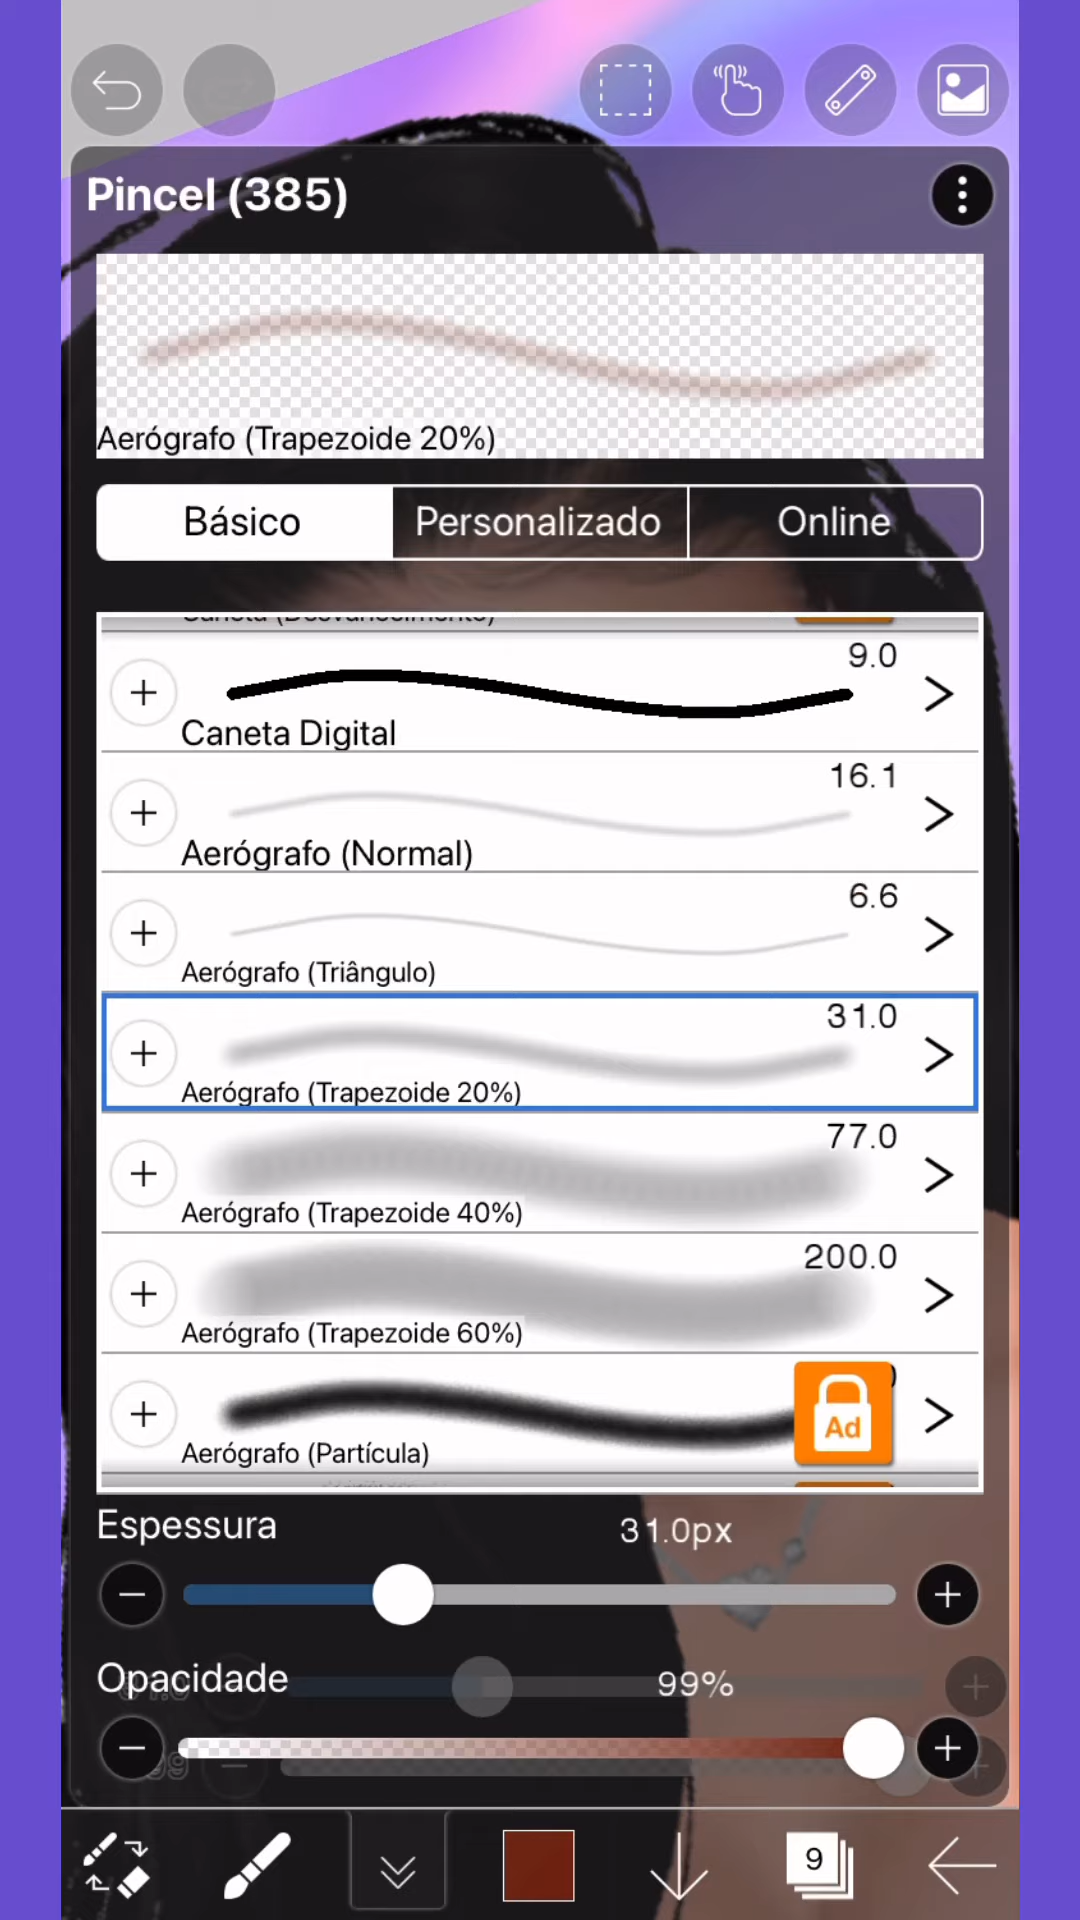 Pincel (385)
Aerógrafo (Trapezoide 20%)
Básico
Personalizado
Online
Caneta (Desvanecimento)
9.0
Caneta Digital
16.1
Aerógrafo (Normal)
6.6
Aerógrafo (Triângulo)
31.0
Aerógrafo (Trapezoide 20%)
77.0
Aerógrafo (Trapezoide 40%)
200.0
Aerógrafo (Trapezoide 60%)
Ad
Aerógrafo (Partícula)
Espessura
31.0px
Opacidade
99%
9